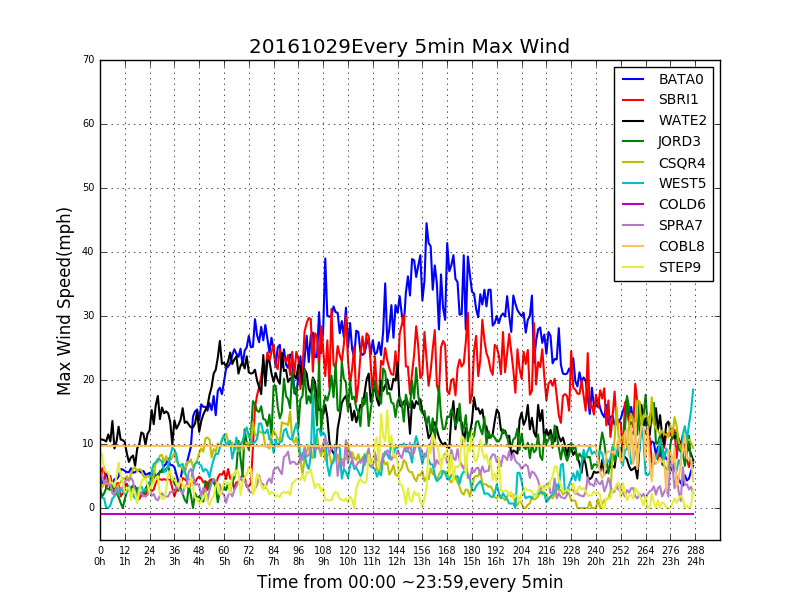 20161029Every 5min Max Wind
70
60
50
40
30
20
10
0
Max Wind Speed(mph)
BATA0
SBRI1
WATE2
JORD3
CSQR4
WEST5
COLD6
SPRA7
COBL8
STEP9
0 12 24 36 48 60 72 84 96 108 120 132 144 156 168 180 192 204 216 228 240 252 264 276 288
0h 1h 2h 3h 4h 5h 6h 7h 8h 9h 10h 11h 12h 13h 14h 15h 16h 17h 18h 19h 20h 21h 22h 23h 24h
Time from 00:00 ~23:59,every 5min